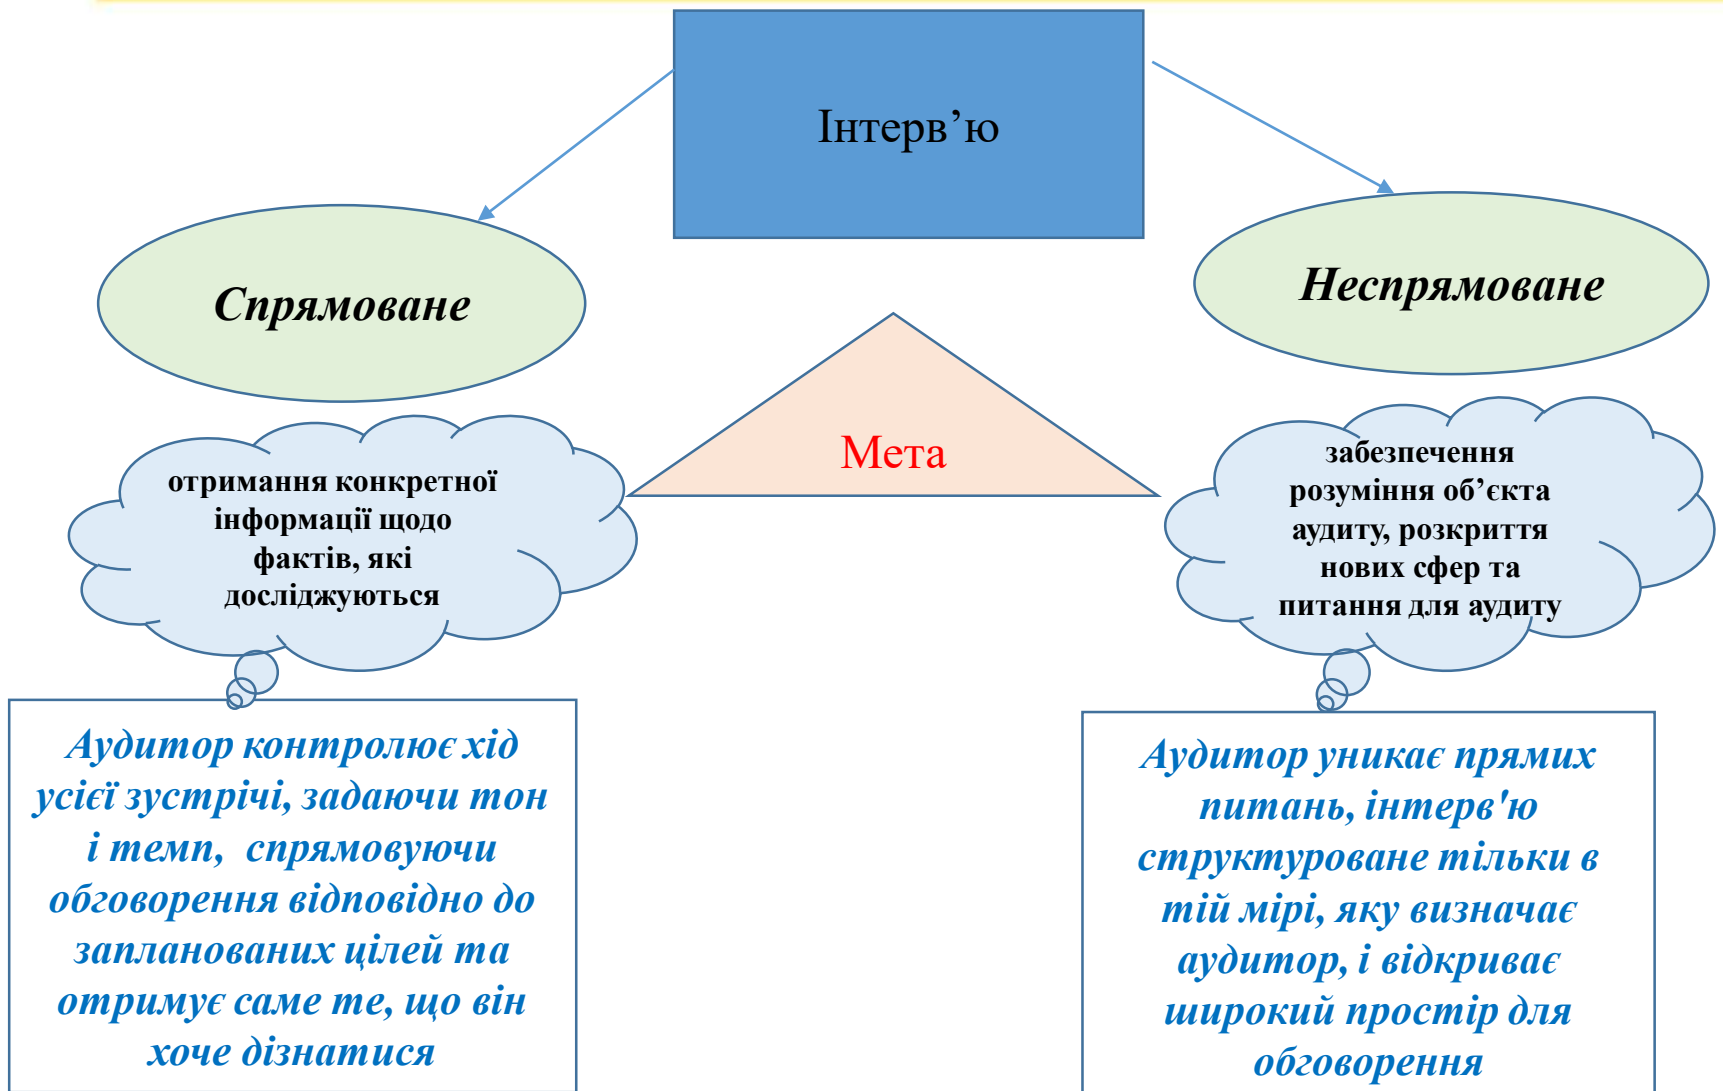 Інтерв’ю
Спрямоване
Неспрямоване
Мета
отримання конкретної
інформації щодо
фактів, які
досліджуються
забезпечення
розуміння об’єкта
аудиту, розкриття
нових сфер та
питання для аудиту
Аудитор контролює хід
усієї зустрічі, задаючи тон
і темп, спрямовуючи
обговорення відповідно до
запланованих цілей та
отримує саме те, що він
хоче дізнатися
Аудитор уникає прямих
питань, інтерв'ю
структуроване тільки в
тій мірі, яку визначає
аудитор, і відкриває
широкий простір для
обговорення